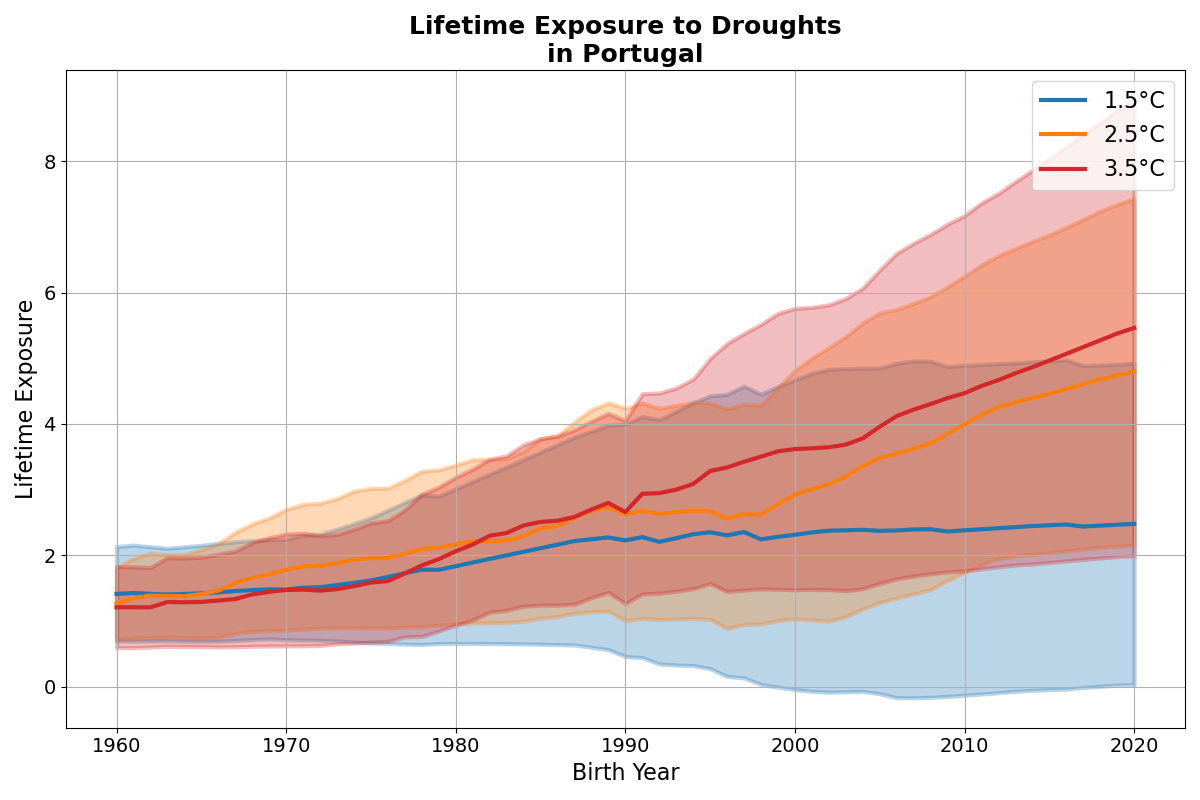 Lifetime Exposure to Droughts
in Portugal
1.5°C
2.5°C
3.5°C
Lifetime Exposure
8
6
4
2
0
1960
1970
1980
1990
2000
2010
2020
Birth Year